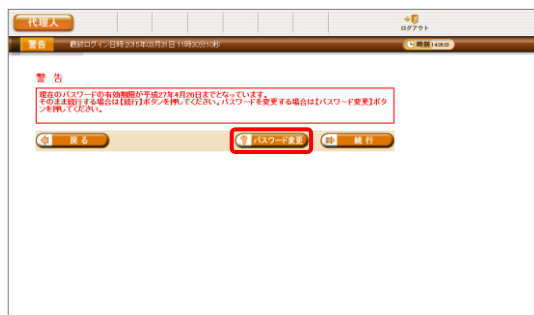 代理人
ログアウト
警告 最終ログイン日時:2015年03月31日 11時30分10秒
時刻
警 告
現在のパスワードの有効期限が平成27年4月26日までとなっています。
そのまま続行する場合は【続行】ボタンを押してください。パスワードを変更する場合は【パスワード変更】ボタ
ンを押してください。
戻る パスワード変更 続 行